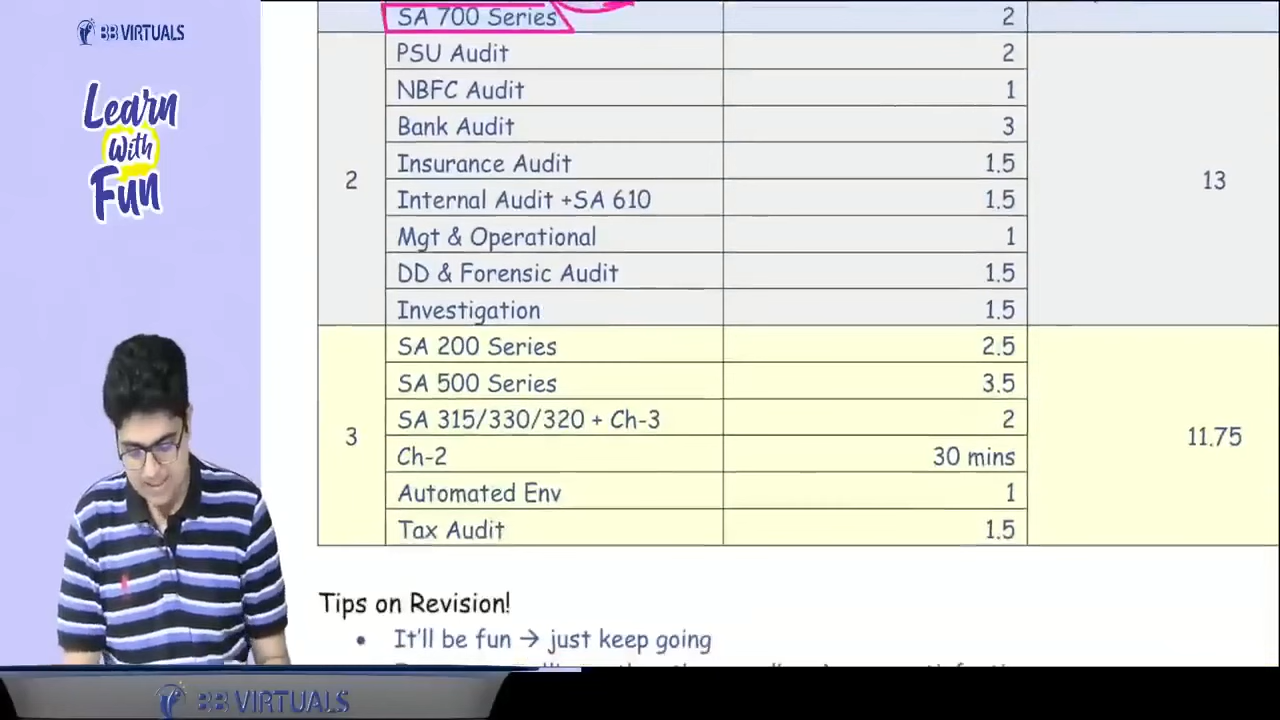 BB VIRTUALS
Learn
With
Fun
SA 700 Series 2
PSU Audit 2
NBFC Audit 1
Bank Audit 3
Insurance Audit 1.5
2 13
Internal Audit +SA 610 1.5
Mgt & Operational 1
DD & Forensic Audit 1.5
Investigation 1.5
SA 200 Series 2.5
SA 500 Series 3.5
SA 315/330/320 + Ch-3 2
3 11.75
Ch-2 30 mins
Automated Env 1
Tax Audit 1.5
Tips on Revision!
• It'll be fun → just keep going
BB VIRTUALS